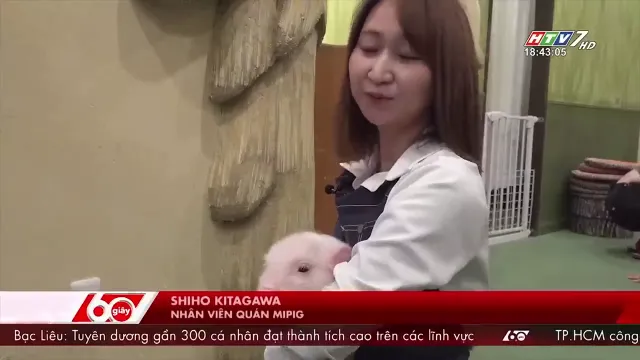 HTV7 HD
18:43:05
60 giây
SHIHO KITAGAWA
NHÂN VIÊN QUÁN MIPIG
Bạc Liêu: Tuyên dương gần 300 cá nhân đạt thành tích cao trên các lĩnh vực
60
TP.HCM công